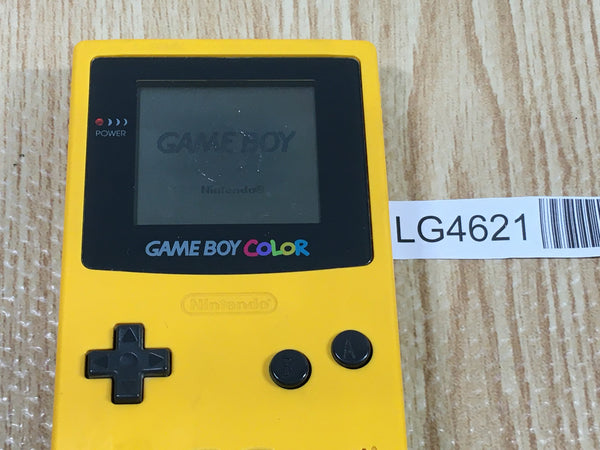 POWER
GAME BOY
Nintendo®
GAME BOY COLOR
LG4621
Nintendo
B
A